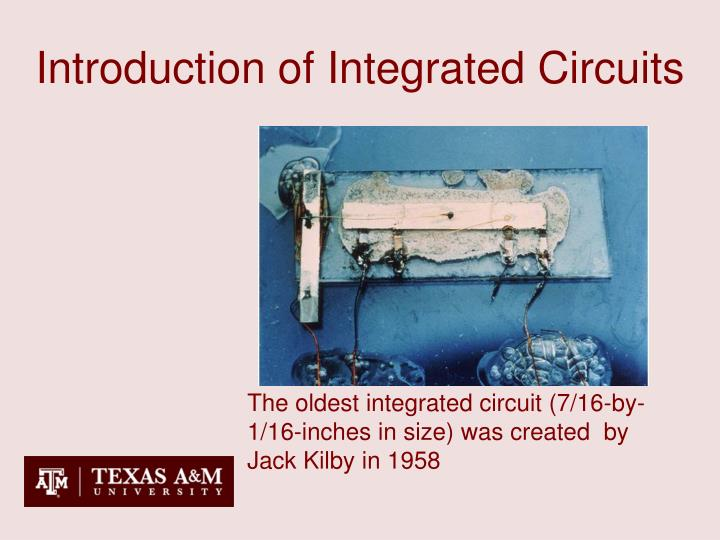 Introduction of Integrated Circuits
The oldest integrated circuit (7/16-by-
1/16-inches in size) was created  by
Jack Kilby in 1958
ATM | TEXAS A&M
UNIVERSITY